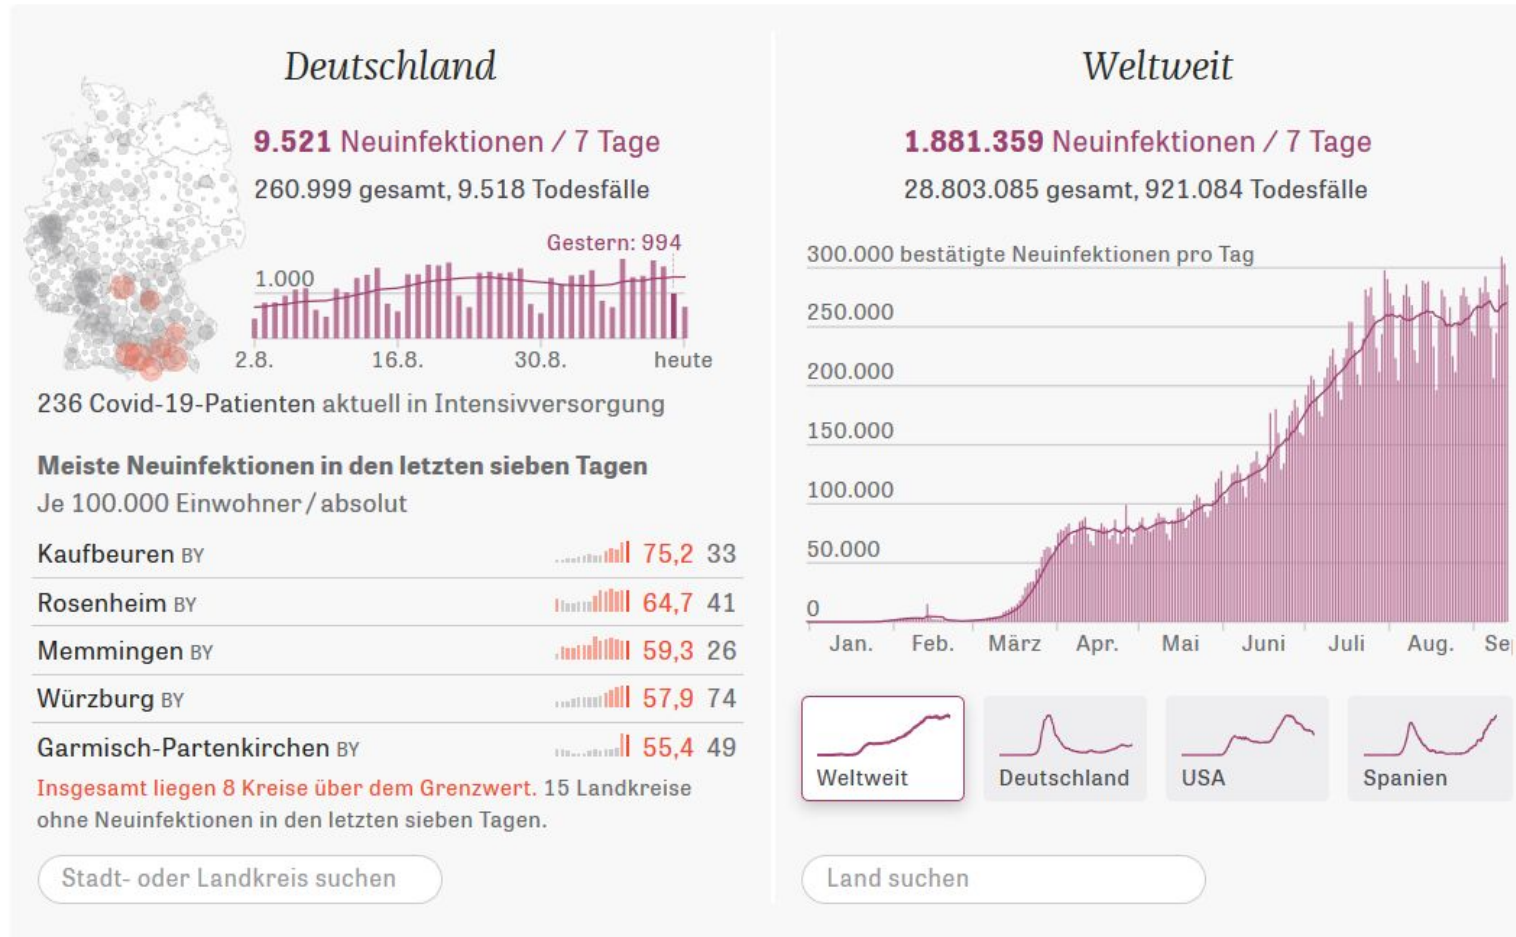 Deutschland
9.521 Neuinfektionen / 7 Tage
260.999 gesamt, 9.518 Todesfälle
Gestern: 994
1.000
2.8. 16.8. 30.8. heute
236 Covid-19-Patienten aktuell in Intensivversorgung
Meiste Neuinfektionen in den letzten sieben Tagen
Je 100.000 Einwohner / absolut
Kaufbeuren BY 75,2 33
Rosenheim BY 64,7 41
Memmingen BY 59,3 26
Würzburg BY 57,9 74
Garmisch-Partenkirchen BY 55,4 49
Insgesamt liegen 8 Kreise über dem Grenzwert. 15 Landkreise
ohne Neuinfektionen in den letzten sieben Tagen.
Stadt- oder Landkreis suchen
Weltweit
1.881.359 Neuinfektionen / 7 Tage
28.803.085 gesamt, 921.084 Todesfälle
300.000 bestätigte Neuinfektionen pro Tag
250.000
200.000
150.000
100.000
50.000
0
Jan. Feb. März Apr. Mai Juni Juli Aug. Se
Weltweit Deutschland USA Spanien
Land suchen